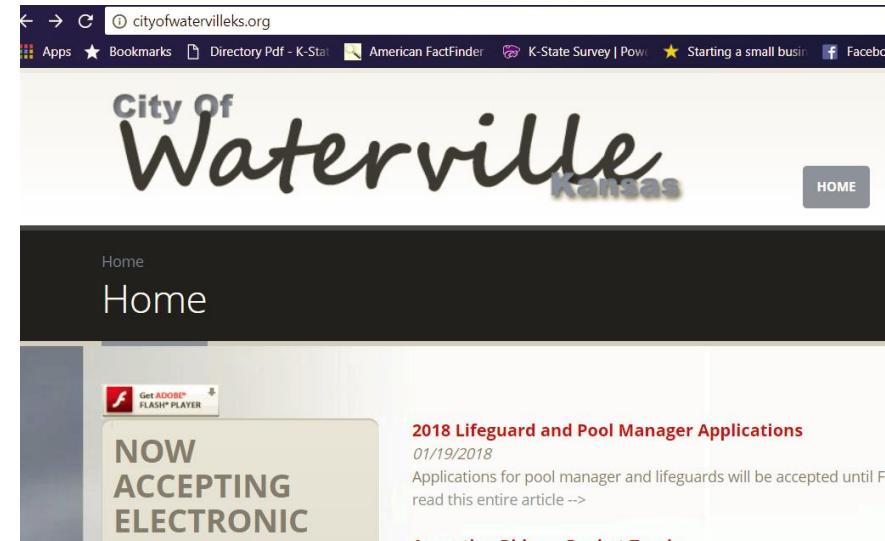 cityofwatervilleks.org
Apps Bookmarks Directory Pdf - K-Stat American FactFinder K-State Survey | Pow Starting a small busin Facebo
City Of
Waterville
Kansas
HOME
Home
Home
Get ADOBE®
FLASH® PLAYER
NOW
ACCEPTING
ELECTRONIC
2018 Lifeguard and Pool Manager Applications
01/19/2018
Applications for pool manager and lifeguards will be accepted until F
read this entire article -->